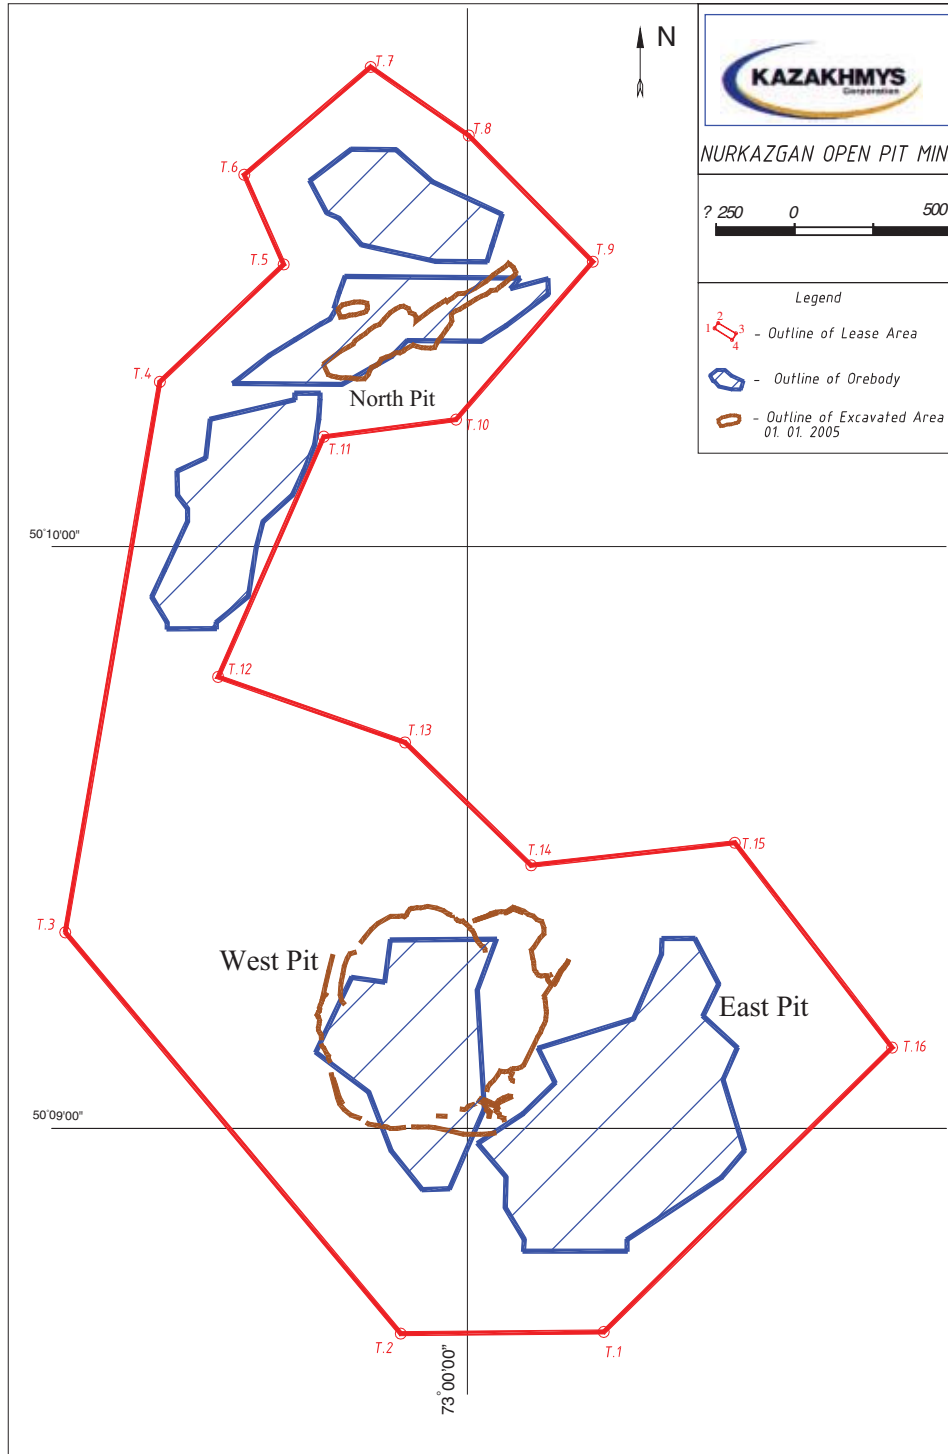 T.7
N
KAZAKHMYS
Corporation
T.8
NURKAZGAN OPEN PIT MIN
T.6
? 250 0 500
T.5
T.9
Legend
1 2 3 4 - Outline of Lease Area
- Outline of Orebody
- Outline of Excavated Area
01. 01. 2005
T.4
North Pit
T.10
T.11
50°10'00"
T.12
T.13
T.14
T.15
T.3
West Pit
East Pit
T.16
50°09'00"
T.2
T.1
73°00'00"